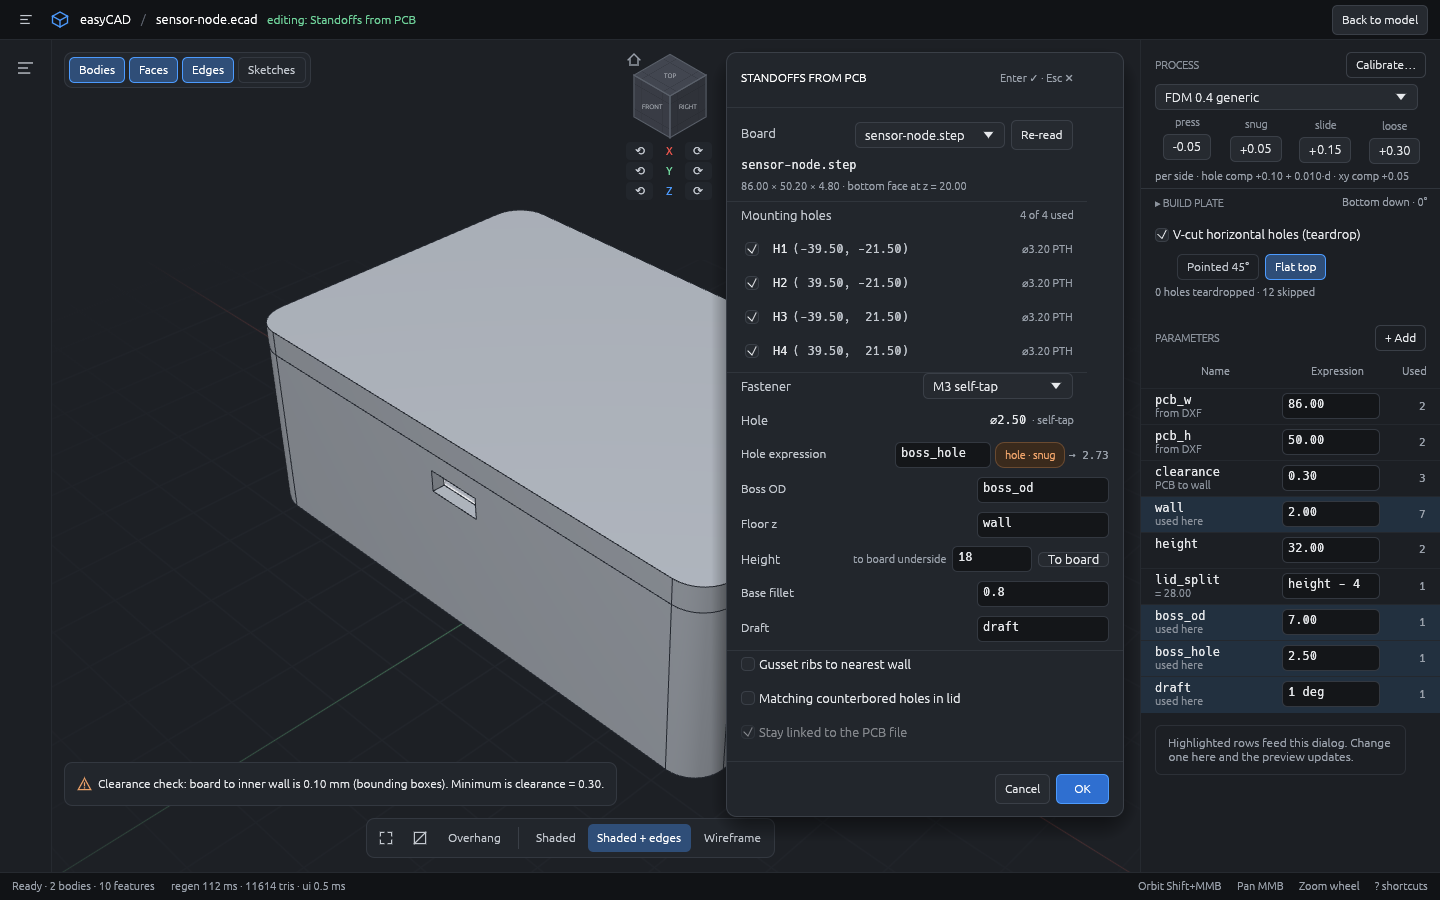 easyCAD / sensor-node.ecad editing: Standoffs from PCB
Back to model
Bodies Faces Edges Sketches
TOP
FRONT RIGHT
X
Y
Z
STANDOFFS FROM PCB
Enter ✓ · Esc ✕
Board sensor-node.step Re-read
sensor-node.step
86.00 × 50.20 × 4.80 · bottom face at z = 20.00
Mounting holes 4 of 4 used
H1 (-39.50, -21.50) ⌀3.20 PTH
H2 ( 39.50, -21.50) ⌀3.20 PTH
H3 (-39.50,  21.50) ⌀3.20 PTH
H4 ( 39.50,  21.50) ⌀3.20 PTH
Fastener M3 self-tap
Hole ⌀2.50 · self-tap
Hole expression boss_hole hole · snug → 2.73
Boss OD boss_od
Floor z wall
Height to board underside 18 To board
Base fillet 0.8
Draft draft
Gusset ribs to nearest wall
Matching counterbored holes in lid
Stay linked to the PCB file
Cancel OK
PROCESS Calibrate...
FDM 0.4 generic
press snug slide loose
-0.05 +0.05 +0.15 +0.30
per side · hole comp +0.10 + 0.010·d · xy comp +0.05
▸ BUILD PLATE Bottom down · 0°
V-cut horizontal holes (teardrop)
Pointed 45° Flat top
0 holes teardropped · 12 skipped
PARAMETERS + Add
Name Expression Used
pcb_w 86.00 2
from DXF
pcb_h 50.00 2
from DXF
clearance 0.30 3
PCB to wall
wall 2.00 7
used here
height 32.00 2
lid_split height - 4 1
= 28.00
boss_od 7.00 1
used here
boss_hole 2.50 1
used here
draft 1 deg 1
used here
Highlighted rows feed this dialog. Change
one here and the preview updates.
Clearance check: board to inner wall is 0.10 mm (bounding boxes). Minimum is clearance = 0.30.
Overhang Shaded Shaded + edges Wireframe
Ready · 2 bodies · 10 features regen 112 ms · 11614 tris · ui 0.5 ms
Orbit Shift+MMB Pan MMB Zoom wheel ? shortcuts